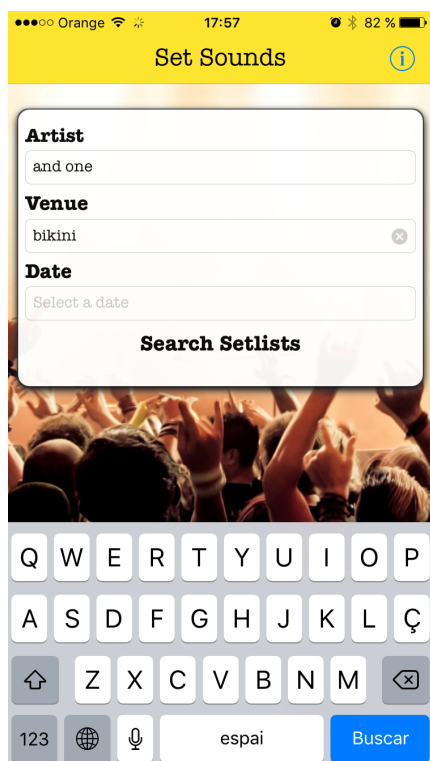 Orange 17:57 82 %
Set Sounds
Artist
and one
Venue
bikini
Date
Select a date
Search Setlists
Q W E R T Y U I O P
A S D F G H J K L Ç
Z X C V B N M
123 espai Buscar